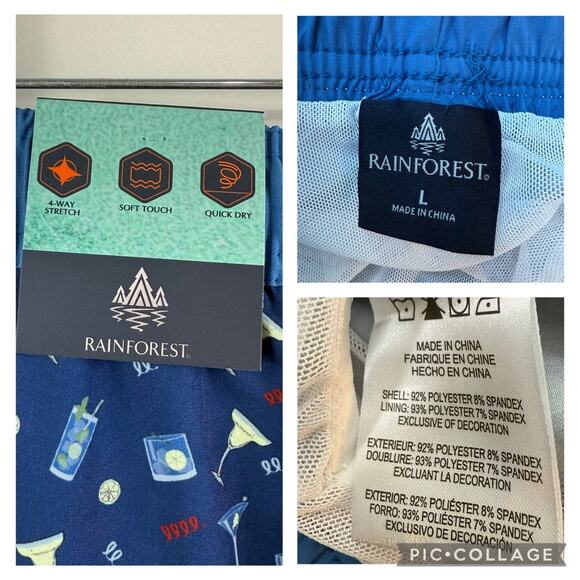 4-WAY
STRETCH
SOFT TOUCH
QUICK DRY
RAINFOREST
RAINFOREST
L
MADE IN CHINA
MADE IN CHINA
FABRIQUE EN CHINE
HECHO EN CHINA
SHELL: 92% POLYESTER 8% SPANDEX
LINING: 93% POLYESTER 7% SPANDEX
EXCLUSIVE OF DECORATION
EXTERIEUR: 92% POLYESTER 8% SPANDEX
DOUBLURE: 93% POLYESTER 7% SPANDEX
EXCLUANT LA DECORATION
EXTERIOR: 92% POLIÉSTER 8% SPANDEX
FORRO: 93% POLIÉSTER 7% SPANDEX
EXCLUSIVO DE DECORACIÓN
PIC•COLLAGE